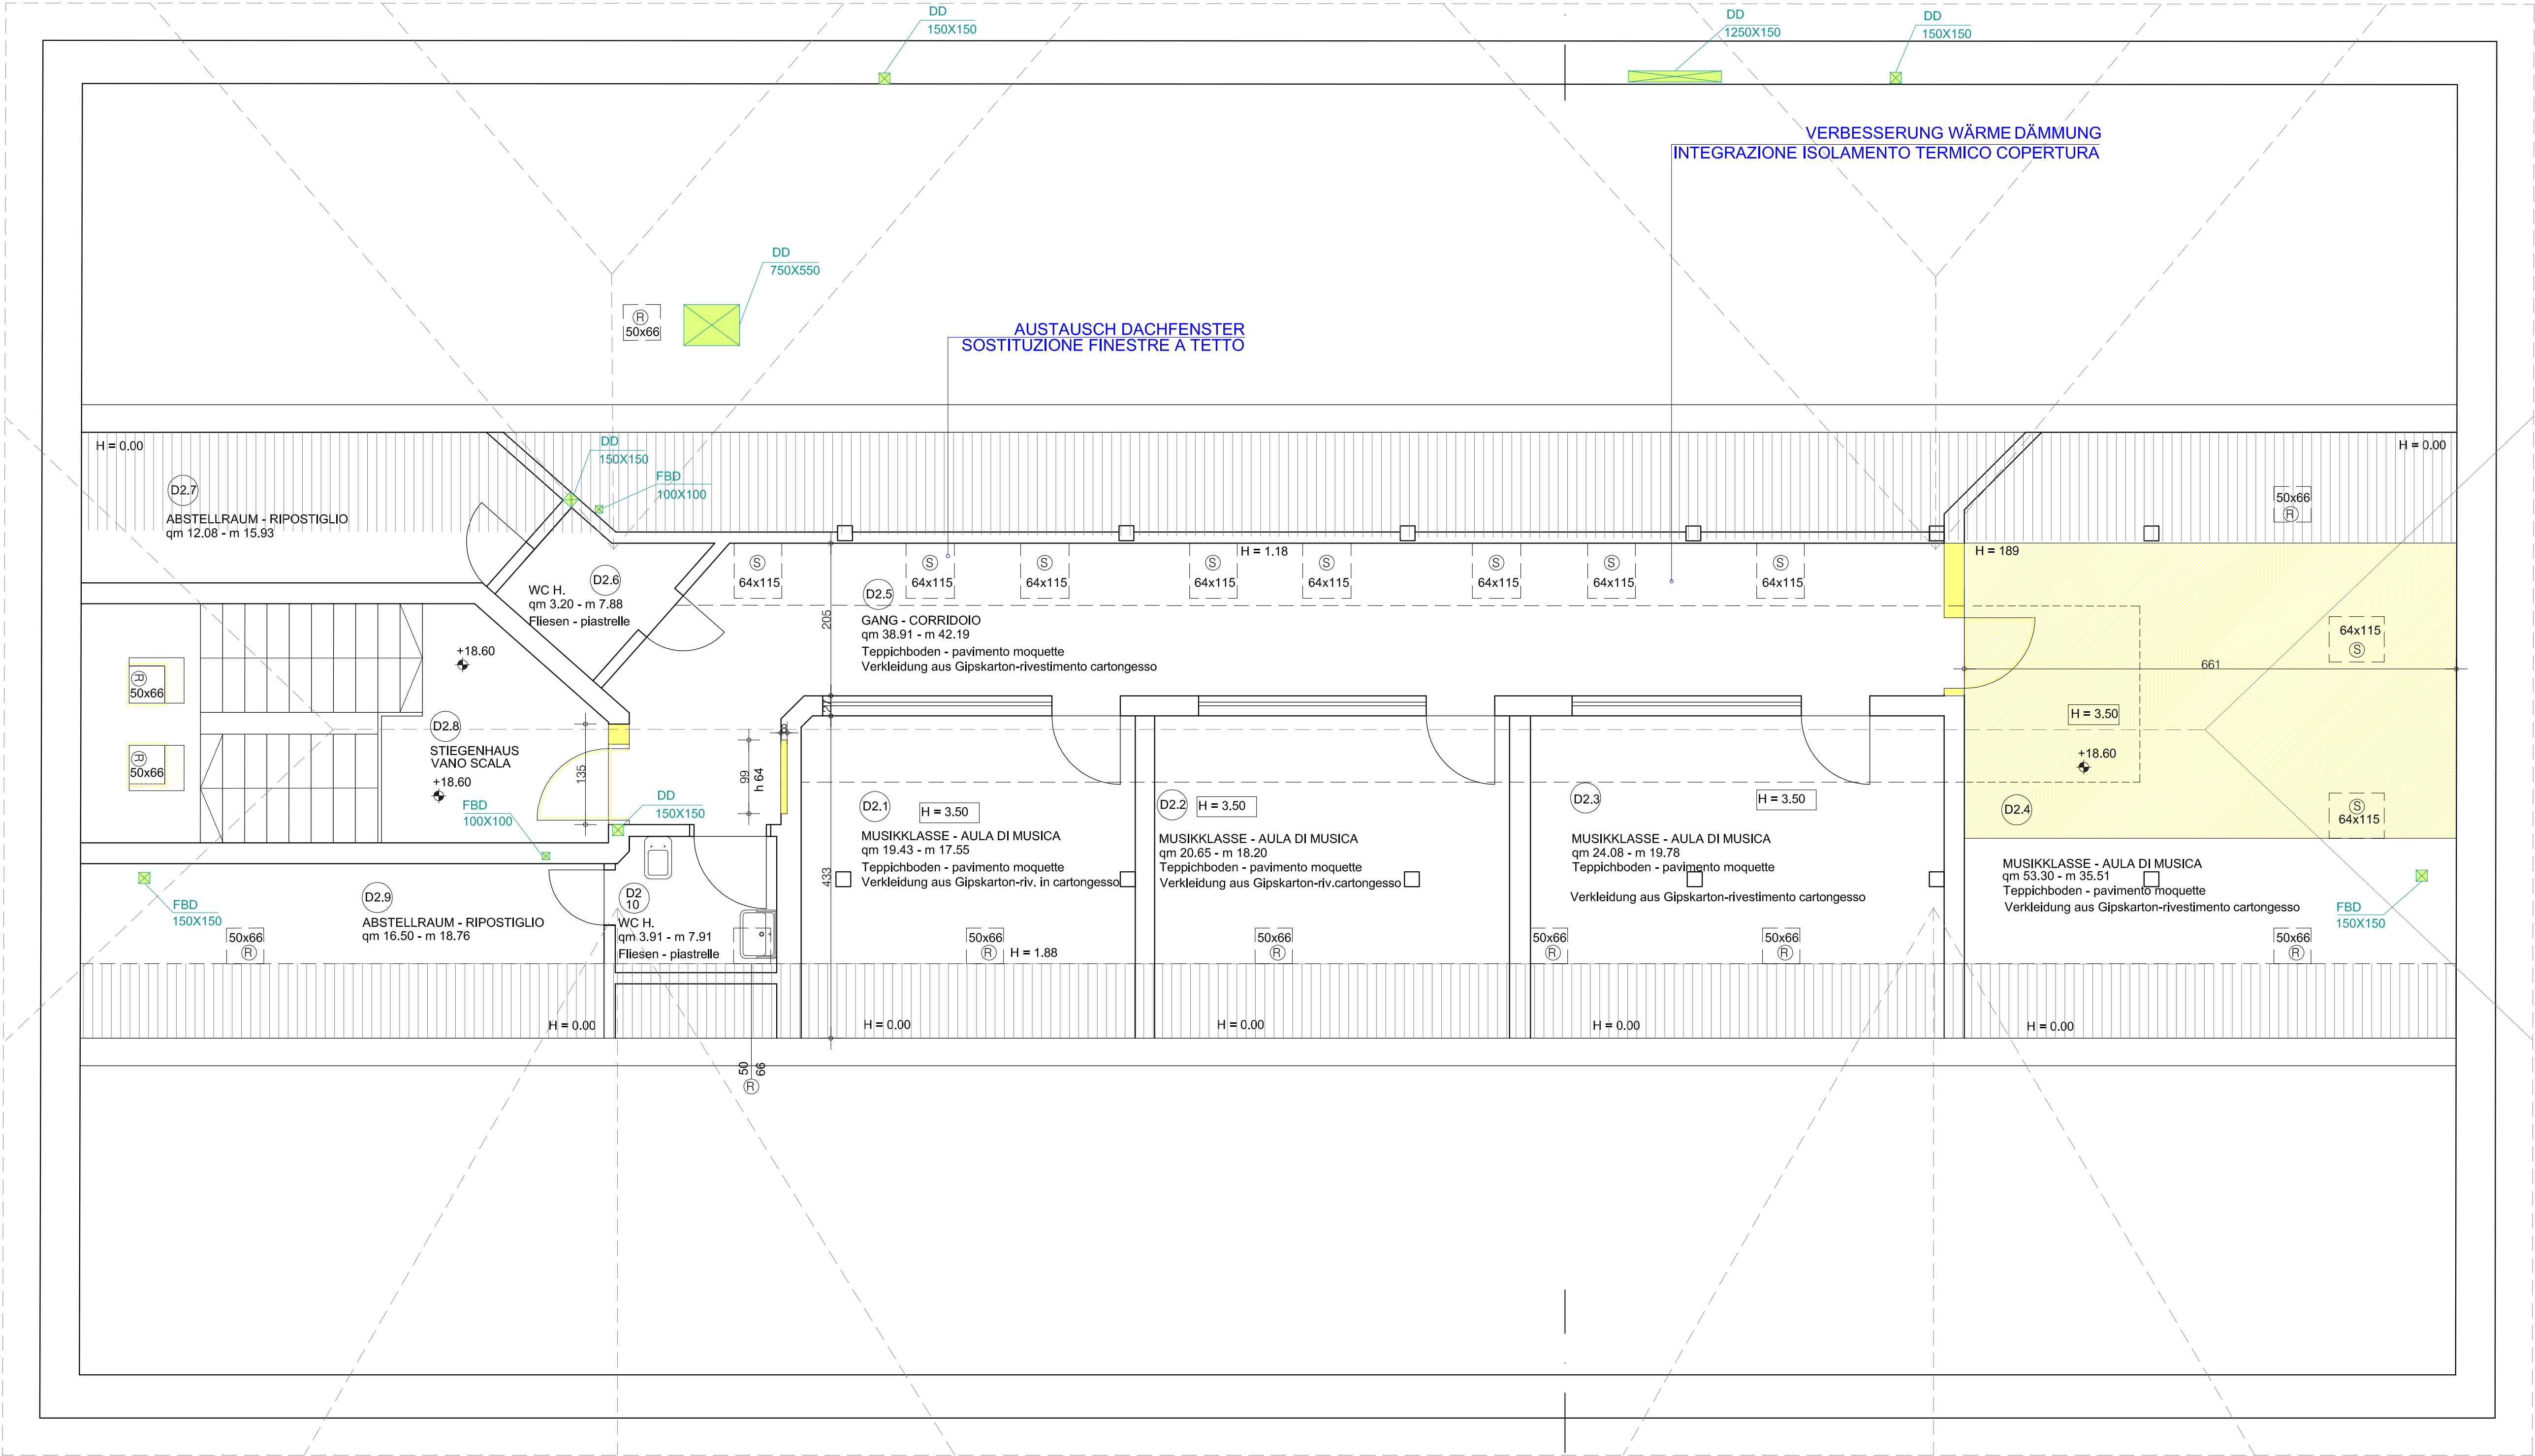 DD
150X150
DD
1250X150
DD
150X150
VERBESSERUNG WÄRME DÄMMUNG
INTEGRAZIONE ISOLAMENTO TERMICO COPERTURA
DD
750X550
R
50x66
AUSTAUSCH DACHFENSTER
SOSTITUZIONE FINESTRE A TETTO
H = 0.00
DD
150X150
FBD
100X100
H = 0.00
50x66
R
D2.7
ABSTELLRAUM - RIPOSTIGLIO
qm 12.08 - m 15.93
D2.6
WC H.
qm 3.20 - m 7.88
Fliesen - piastrelle
S
64x115
S
64x115
S
64x115
S
64x115
H = 1.18
S
64x115
S
64x115
S
64x115
S
64x115
H = 189
D2.5
GANG - CORRIDOIO
qm 38.91 - m 42.19
Teppichboden - pavimento moquette
Verkleidung aus Gipskarton-rivestimento cartongesso
205
64x115
S
661
+18.60
R
50x66
R
50x66
D2.8
STIEGENHAUS
VANO SCALA
+18.60
135
8
99
h 64
27
H = 3.50
+18.60
D2.4
S
64x115
FBD
100X100
DD
150X150
D2.1
H = 3.50
MUSIKKLASSE - AULA DI MUSICA
qm 19.43 - m 17.55
Teppichboden - pavimento moquette
Verkleidung aus Gipskarton-riv. in cartongesso
D2.2
H = 3.50
MUSIKKLASSE - AULA DI MUSICA
qm 20.65 - m 18.20
Teppichboden - pavimento moquette
Verkleidung aus Gipskarton-riv.cartongesso
D2.3
H = 3.50
MUSIKKLASSE - AULA DI MUSICA
qm 24.08 - m 19.78
Teppichboden - pavimento moquette
Verkleidung aus Gipskarton-rivestimento cartongesso
MUSIKKLASSE - AULA DI MUSICA
qm 53.30 - m 35.51
Teppichboden - pavimento moquette
Verkleidung aus Gipskarton-rivestimento cartongesso
433
FBD
150X150
D2.9
ABSTELLRAUM - RIPOSTIGLIO
qm 16.50 - m 18.76
D2
10
WC H.
qm 3.91 - m 7.91
Fliesen - piastrelle
FBD
150X150
50x66
R
50x66
R
H = 1.88
50x66
R
50x66
R
50x66
R
50x66
R
H = 0.00
H = 0.00
H = 0.00
H = 0.00
H = 0.00
50
66
R